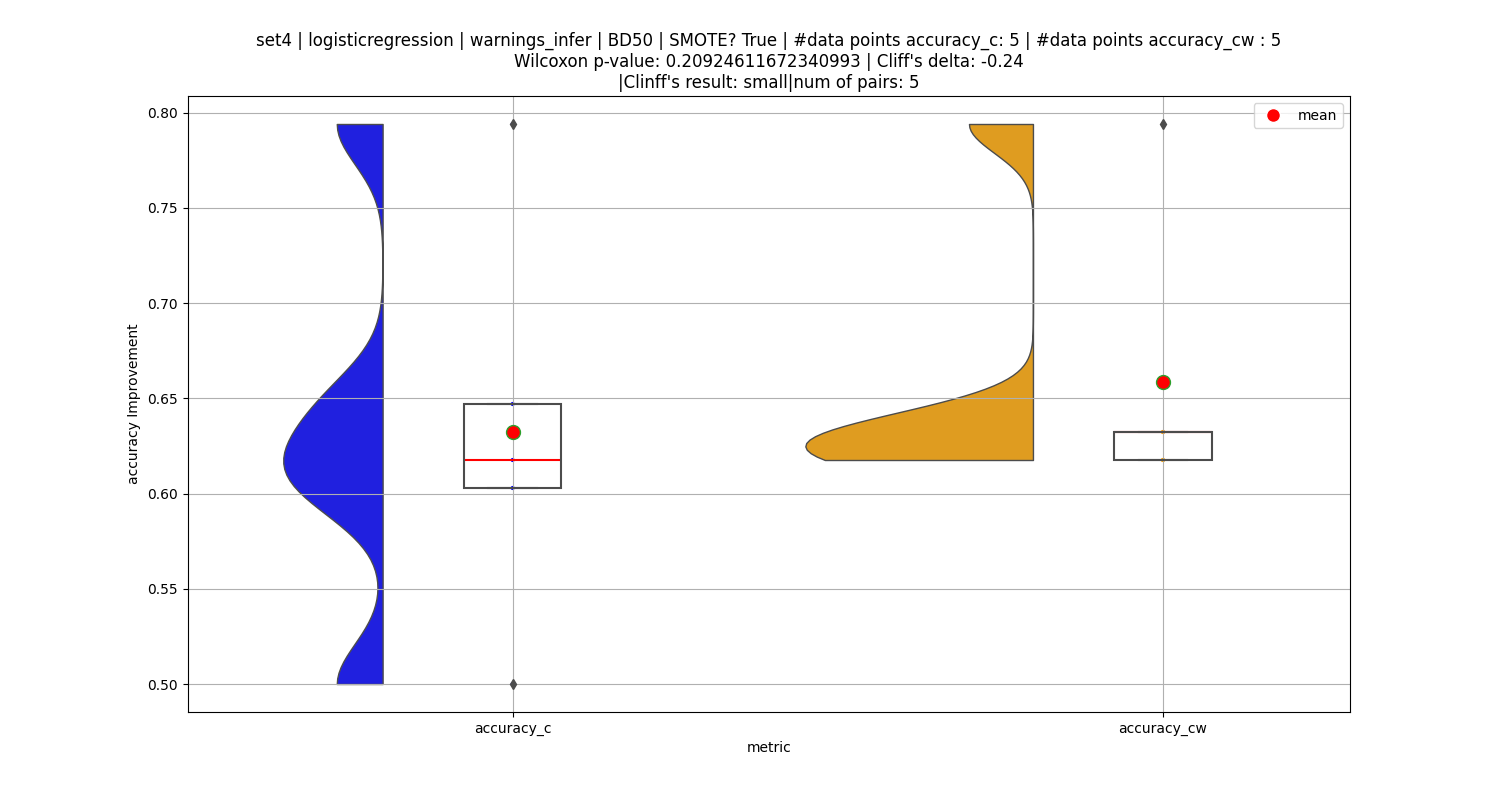 set4 | logisticregression | warnings_infer | BD50 | SMOTE? True | #data points accuracy_c: 5 | #data points accuracy_cw : 5
Wilcoxon p-value: 0.20924611672340993 | Cliff's delta: -0.24
|Clinff's result: small|num of pairs: 5
mean
0.80
0.75
0.70
0.65
0.60
0.55
0.50
accuracy Improvement
accuracy_c
accuracy_cw
metric